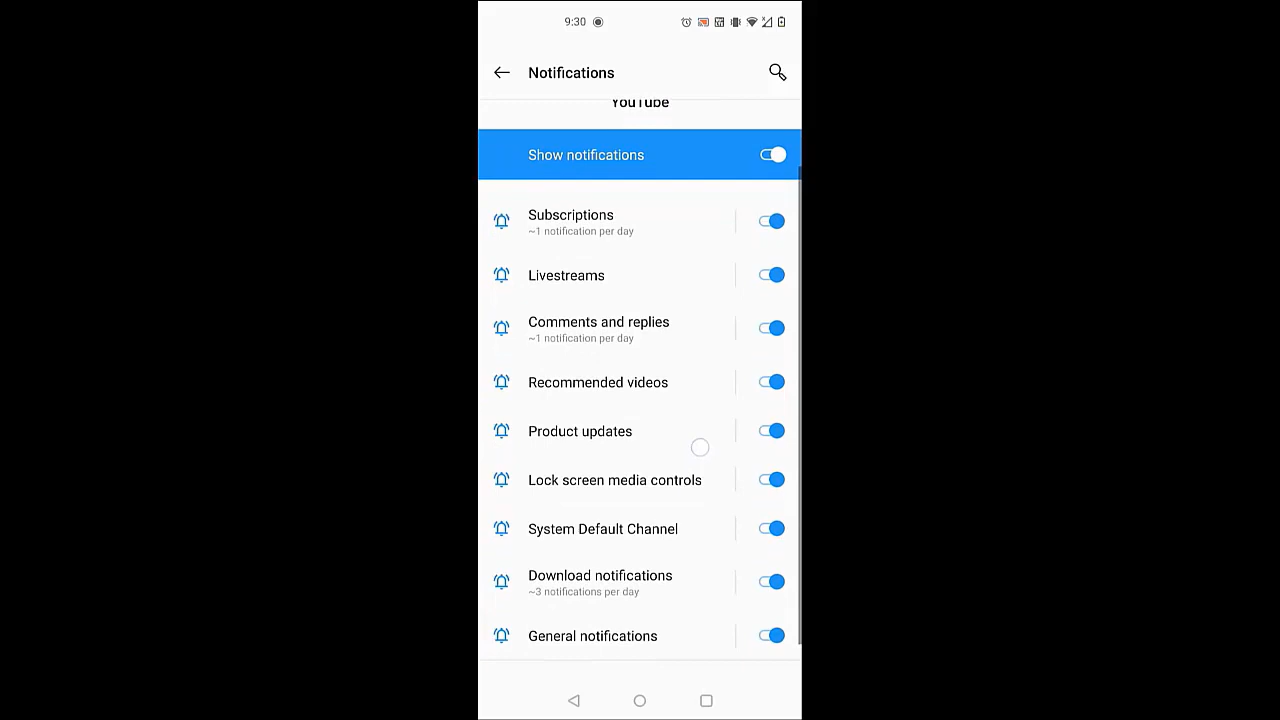 9:30
Notifications
YouTube
Show notifications
Subscriptions
~1 notification per day
Livestreams
Comments and replies
~1 notification per day
Recommended videos
Product updates
Lock screen media controls
System Default Channel
Download notifications
~3 notifications per day
General notifications